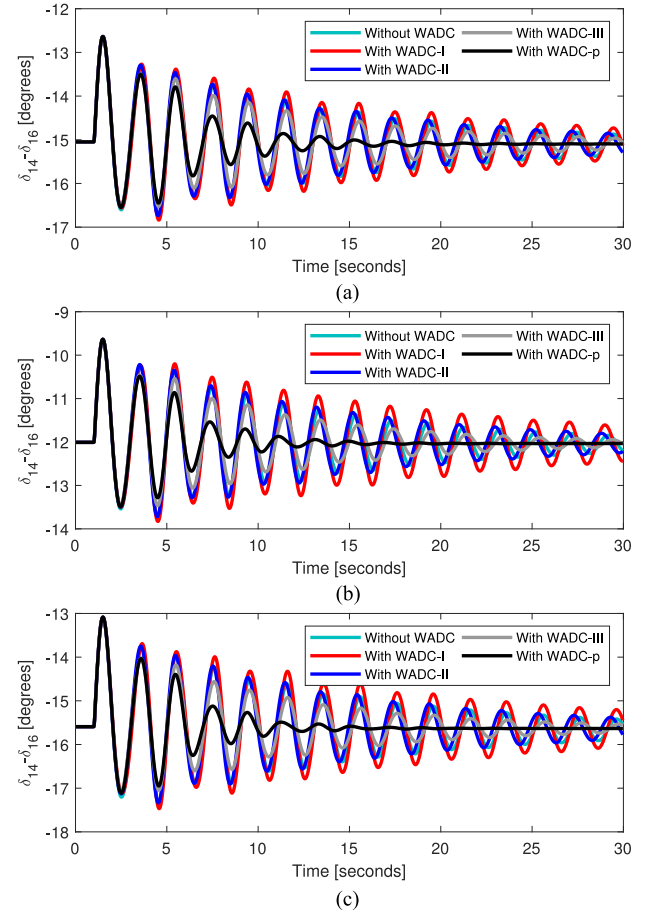 -12
-13
-14
-15
-16
-17
δ14-δ16 [degrees]
Without WADC
With WADC-I
With WADC-II
With WADC-III
With WADC-p
0 5 10 15 20 25 30
Time [seconds]
(a)
-9
-10
-11
-12
-13
-14
δ14-δ16 [degrees]
Without WADC
With WADC-I
With WADC-II
With WADC-III
With WADC-p
0 5 10 15 20 25 30
Time [seconds]
(b)
-13
-14
-15
-16
-17
-18
δ14-δ16 [degrees]
Without WADC
With WADC-I
With WADC-II
With WADC-III
With WADC-p
0 5 10 15 20 25 30
Time [seconds]
(c)